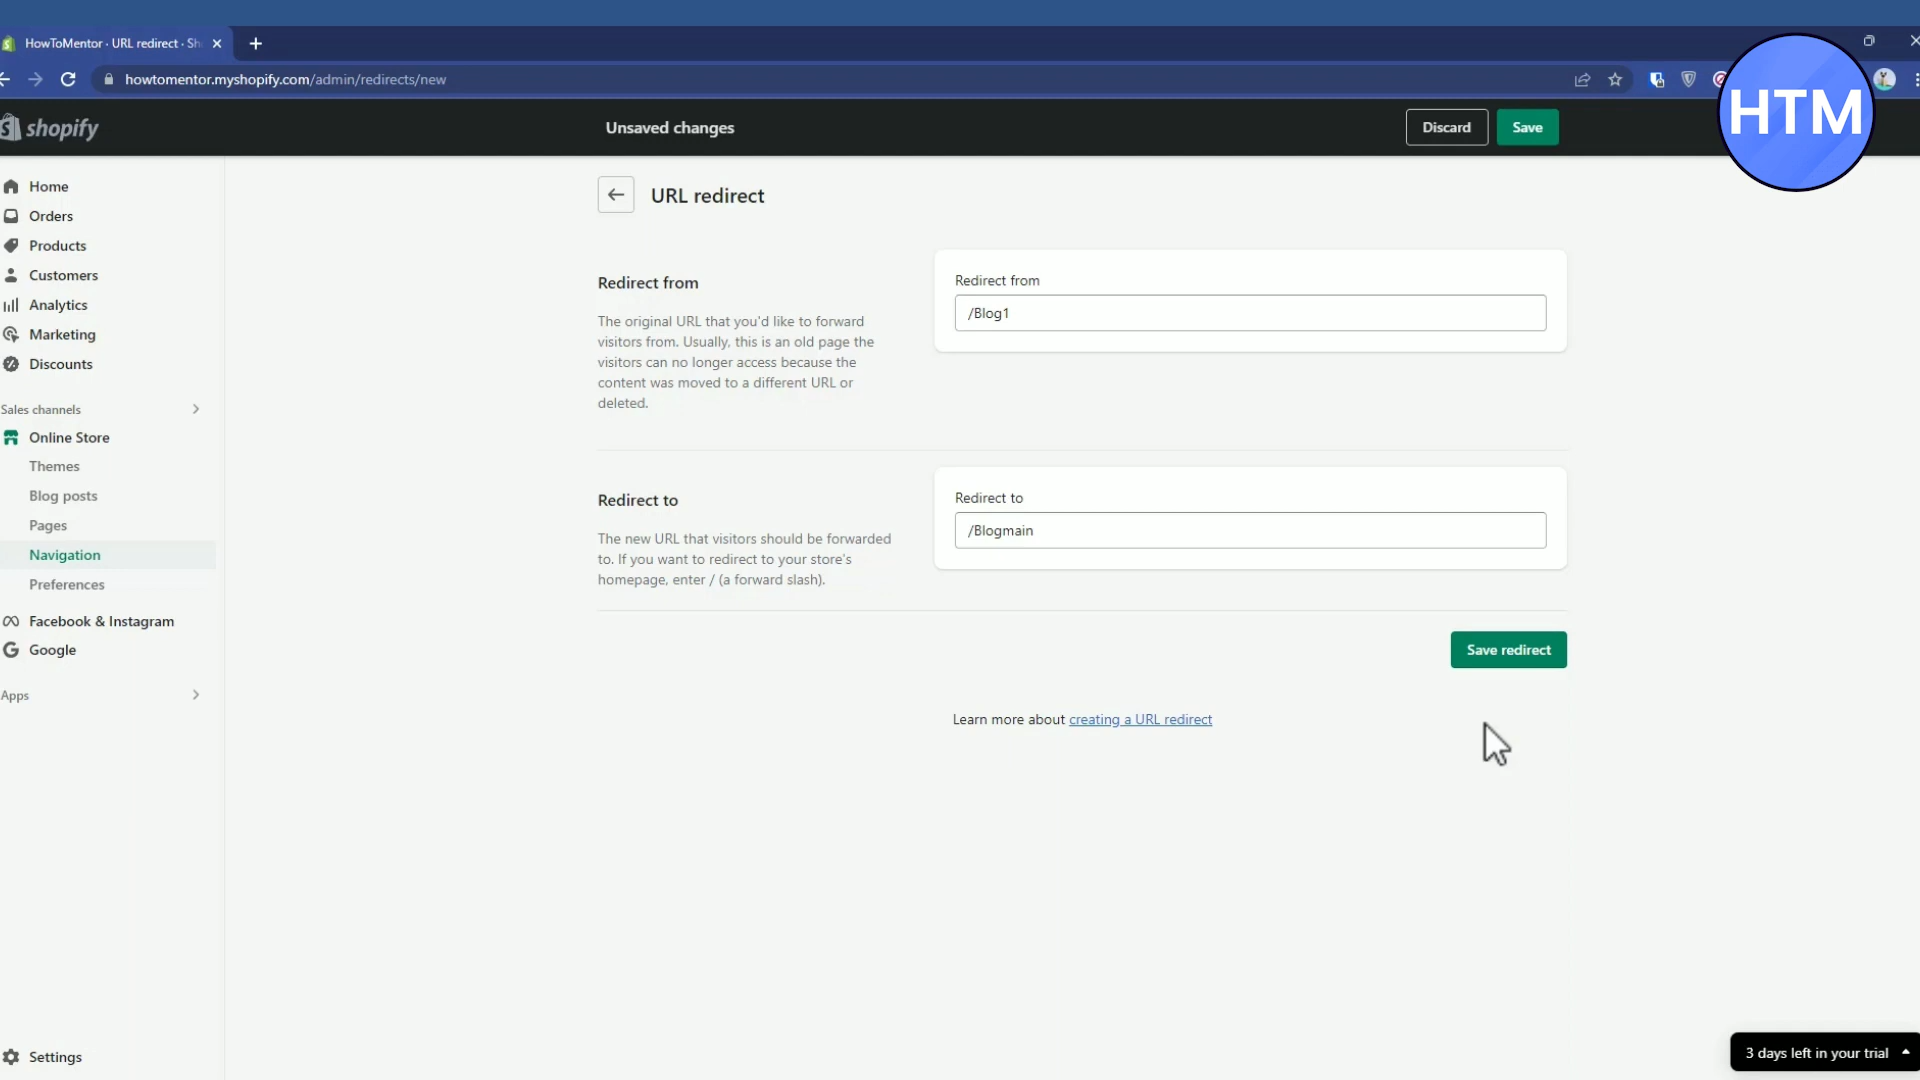 HowToMentor · URL redirect · Sh
howtomentor.myshopify.com/admin/redirects/new
HTM
shopify
Unsaved changes
Discard
Save
Home
Orders
Products
Customers
Analytics
Marketing
Discounts
Sales channels
Online Store
Themes
Blog posts
Pages
Navigation
Preferences
Facebook & Instagram
Google
Apps
Settings
URL redirect
Redirect from
The original URL that you'd like to forward
visitors from. Usually, this is an old page the
visitors can no longer access because the
content was moved to a different URL or
deleted.
Redirect from
/Blog1
Redirect to
The new URL that visitors should be forwarded
to. If you want to redirect to your store's
homepage, enter / (a forward slash).
Redirect to
/Blogmain
Save redirect
Learn more about creating a URL redirect
3 days left in your trial